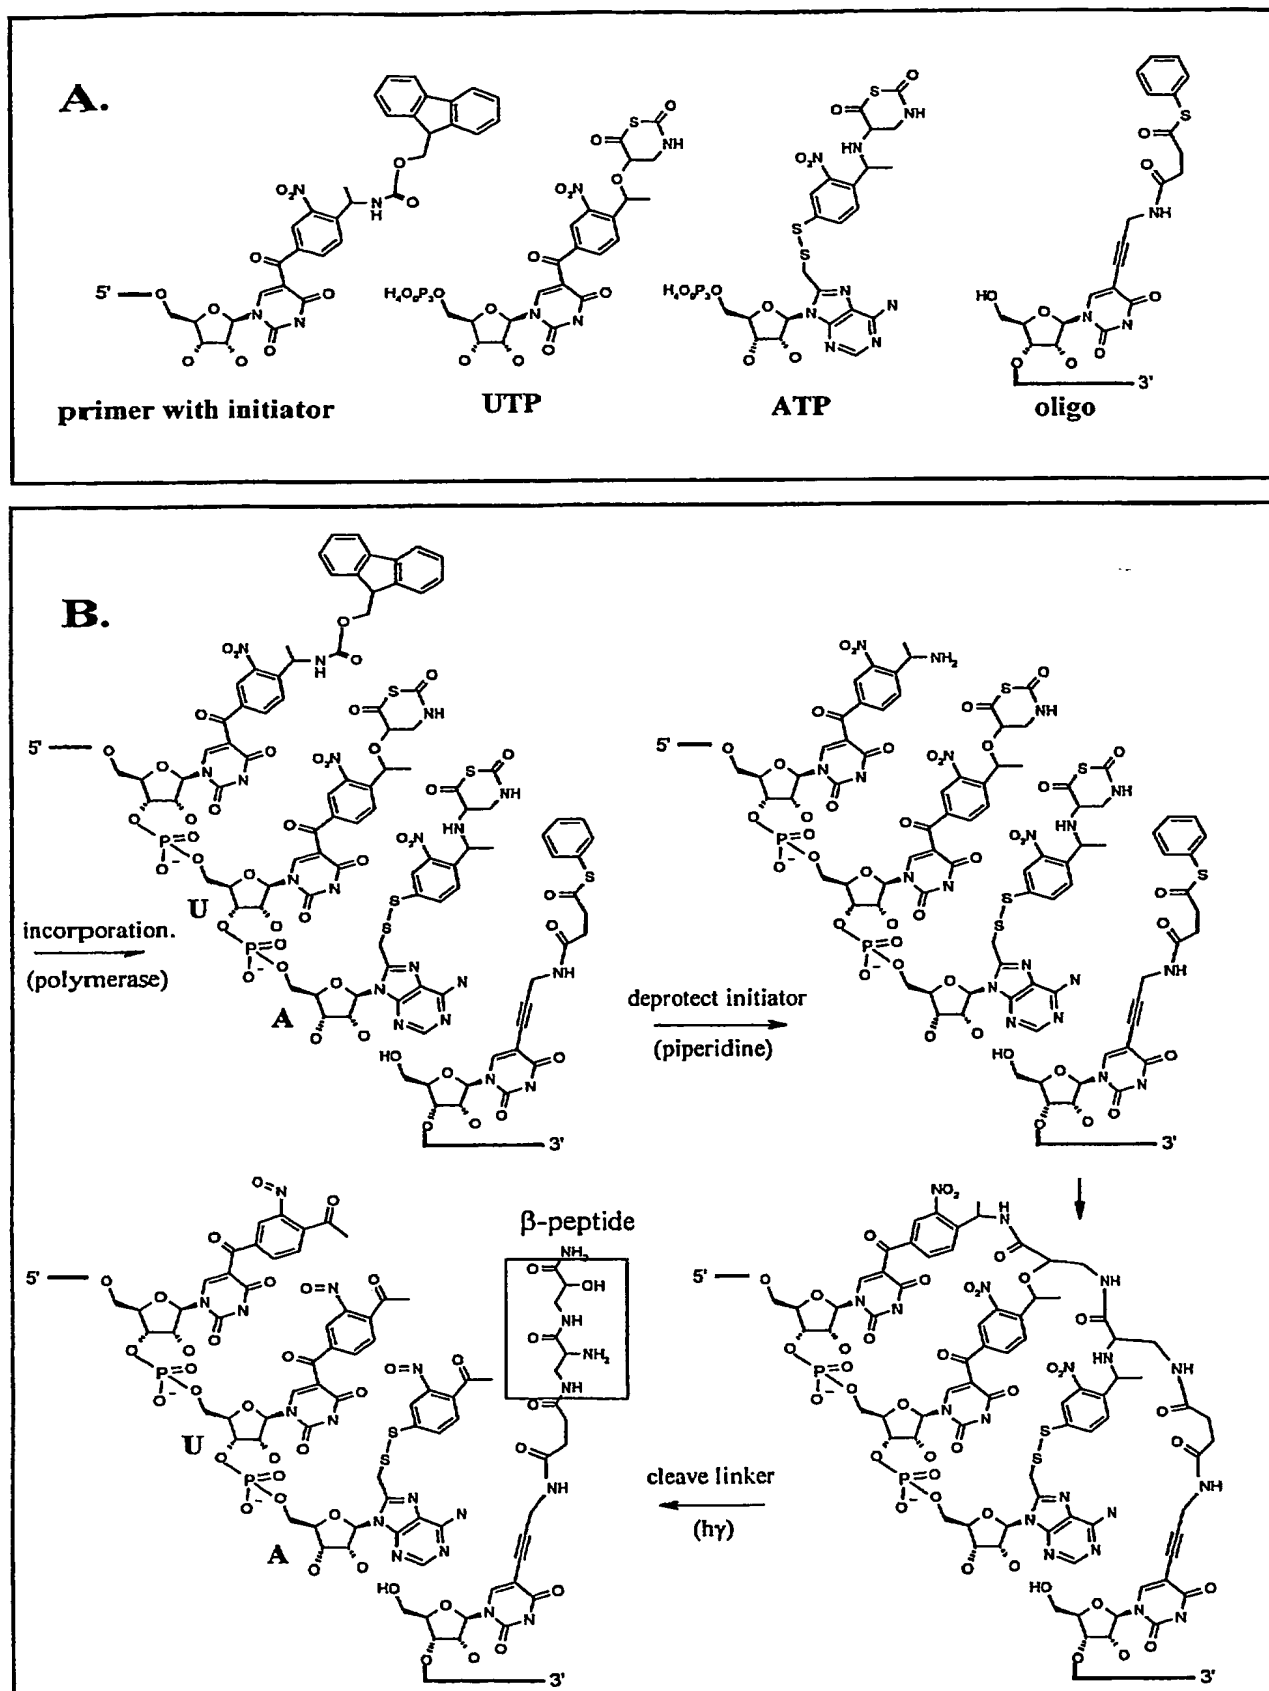 A.
primer with initiator
UTP
ATP
oligo
5'
3'
H₄O₉P₃O
H₄O₉P₃O
HO
B.
5'
U
A
incorporation.
(polymerase)
3'
deprotect initiator
(piperidine)
5'
3'
5'
U
A
β-peptide
3'
cleave linker
(hγ)
5'
3'